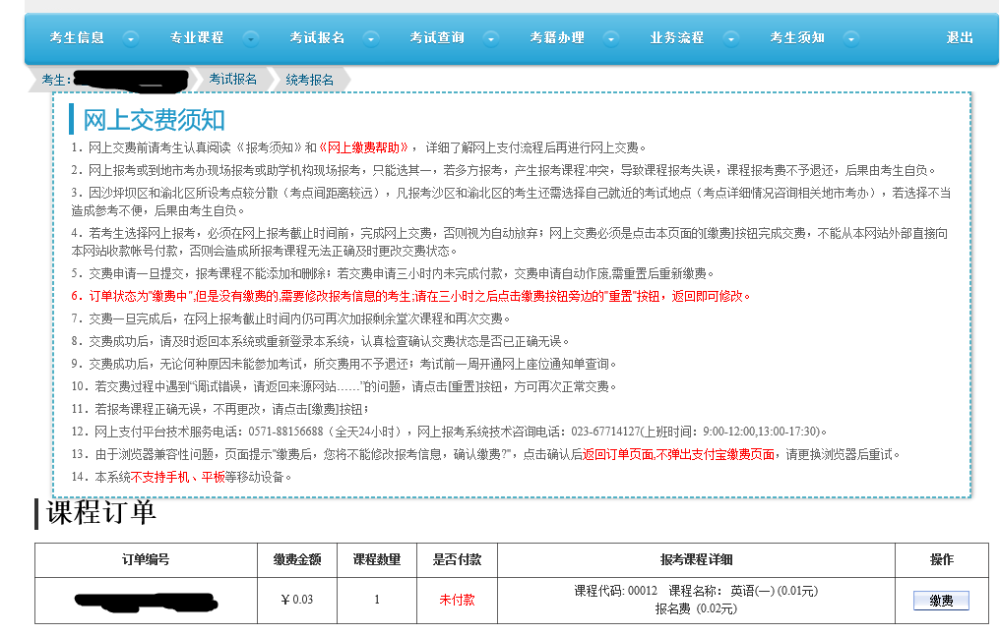 考生信息 专业课程 考试报名 考试查询 考籍办理 业务流程 考生须知 退出
考生: 考试报名 统考报名
网上交费须知
1．网上交费前请考生认真阅读《报考须知》和《网上缴费帮助》，详细了解网上支付流程后再进行网上交费。
2．网上报考或到地市考办现场报考或助学机构现场报考，只能选其一，若多方报考，产生报考课程冲突，导致课程报考失误，课程报考费不予退还，后果由考生自负。
3．因沙坪坝区和渝北区所设考点较分散（考点间距离较远），凡报考沙区和渝北区的考生还需选择自己就近的考试地点（考点详细情况咨询相关地市考办），若选择不当
造成参考不便，后果由考生自负。
4．若考生选择网上报考，必须在网上报考截止时间前，完成网上交费，否则视为自动放弃；网上交费必须是点击本页面的[缴费]按钮完成交费，不能从本网站外部直接向
本网站收款帐号付款，否则会造成所报考课程无法正确及时更改交费状态。
5．交费申请一旦提交，报考课程不能添加和删除；若交费申请三小时内未完成付款，交费申请自动作废,需重置后重新缴费。
6．订单状态为"缴费中",但是没有缴费的,需要修改报考信息的考生;请在三小时之后点击缴费按钮旁边的"重置"按钮，返回即可修改。
7．交费一旦完成后，在网上报考截止时间内仍可再次加报剩余堂次课程和再次交费。
8．交费成功后，请及时返回本系统或重新登录本系统，认真检查确认交费状态是否已正确无误。
9．交费成功后，无论何种原因未能参加考试，所交费用不予退还；考试前一周开通网上座位通知单查询。
10．若交费过程中遇到“调试错误，请返回来源网站……”的问题，请点击[重置]按钮，方可再次正常交费。
11．若报考课程正确无误，不再更改，请点击[缴费]按钮；
12．网上支付平台技术服务电话：0571-88156688（全天24小时），网上报考系统技术咨询电话：023-67714127(上班时间：9:00-12:00,13:00-17:30)。
13．由于浏览器兼容性问题，页面提示"缴费后，您将不能修改报考信息，确认缴费?"，点击确认后返回订单页面,不弹出支付宝缴费页面，请更换浏览器后重试。
14．本系统不支持手机、平板等移动设备。
课程订单
订单编号 缴费金额 课程数量 是否付款 报考课程详细 操作
￥0.03 1 未付款 课程代码: 00012 课程名称: 英语(一) (0.01元) 缴费
报名费 (0.02元)